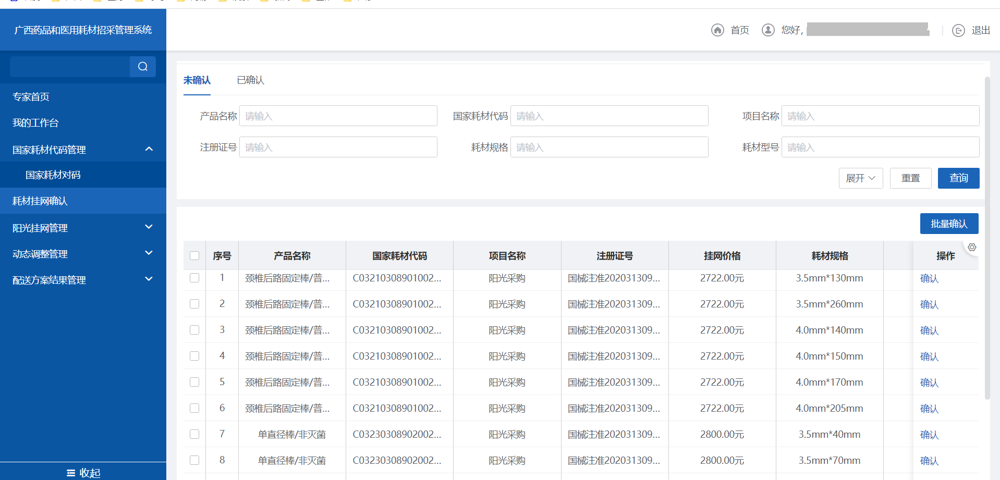 广西药品和医用耗材招采管理系统
首页
您好,
退出
专家首页
我的工作台
国家耗材代码管理
国家耗材对码
耗材挂网确认
阳光挂网管理
动态调整管理
配送方案结果管理
收起
未确认 已确认
产品名称 请输入 国家耗材代码 请输入 项目名称 请输入
注册证号 请输入 耗材规格 请输入 耗材型号 请输入
展开 重置 查询
批量确认
序号 产品名称 国家耗材代码 项目名称 注册证号 挂网价格 耗材规格 操作
1 颈椎后路固定棒/普... C03210308901002... 阳光采购 国械注准202031309... 2722.00元 3.5mm*130mm 确认
2 颈椎后路固定棒/普... C03210308901002... 阳光采购 国械注准202031309... 2722.00元 3.5mm*260mm 确认
3 颈椎后路固定棒/普... C03210308901002... 阳光采购 国械注准202031309... 2722.00元 4.0mm*140mm 确认
4 颈椎后路固定棒/普... C03210308901002... 阳光采购 国械注准202031309... 2722.00元 4.0mm*150mm 确认
5 颈椎后路固定棒/普... C03210308901002... 阳光采购 国械注准202031309... 2722.00元 4.0mm*170mm 确认
6 颈椎后路固定棒/普... C03210308901002... 阳光采购 国械注准202031309... 2722.00元 4.0mm*205mm 确认
7 单直径棒/非灭菌 C03230308902002... 阳光采购 国械注准202031309... 2800.00元 3.5mm*40mm 确认
8 单直径棒/非灭菌 C03230308902002... 阳光采购 国械注准202031309... 2800.00元 3.5mm*70mm 确认